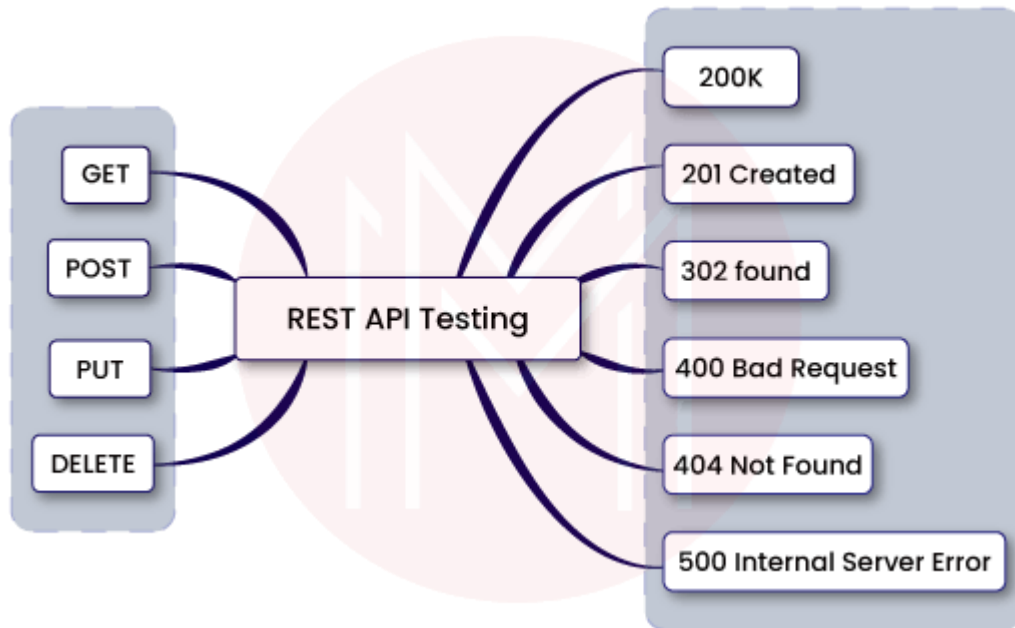 GET
POST
PUT
DELETE
REST API Testing
200K
201 Created
302 found
400 Bad Request
404 Not Found
500 Internal Server Error